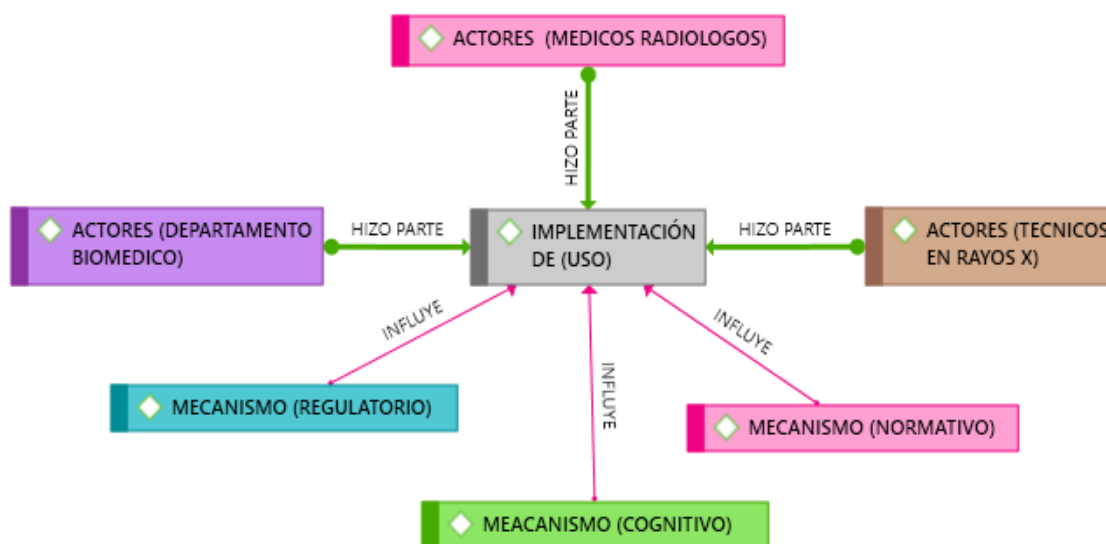 ACTORES (MEDICOS RADIOLOGOS)
HIZO PARTE
ACTORES (DEPARTAMENTO
BIOMEDICO)
HIZO PARTE
IMPLEMENTACIÓN
DE (USO)
HIZO PARTE
ACTORES (TECNICOS
EN RAYOS X)
INFLUYE
INFLUYE
INFLUYE
MECANISMO (REGULATORIO)
MECANISMO (NORMATIVO)
MEACANISMO (COGNITIVO)